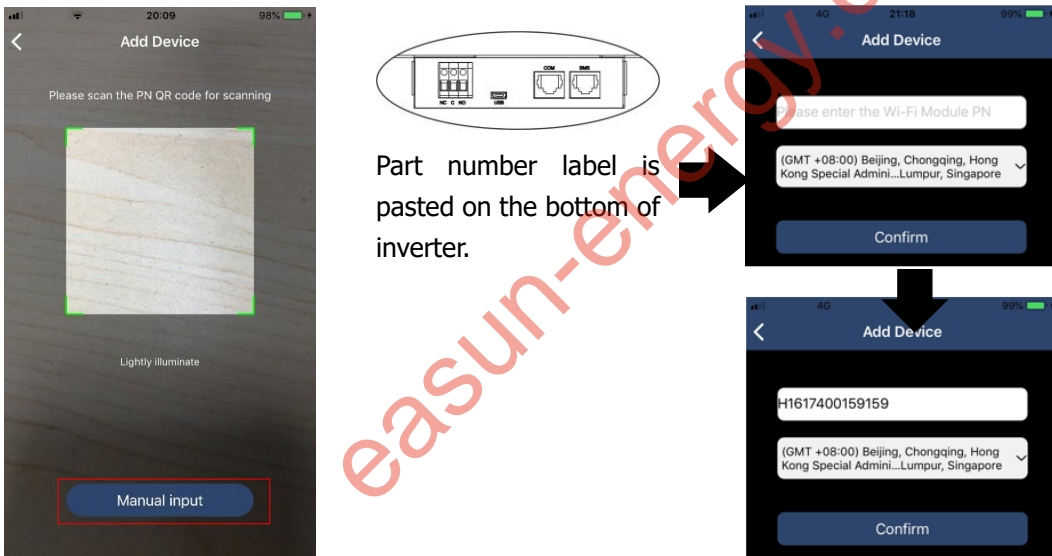 20:09
98%
Add Device
Please scan the PN QR code for scanning
Lightly illuminate
Manual input
NC C NO
USB
COM
BMS
Part number label is
pasted on the bottom of
inverter.
4G
21:18
99%
Add Device
Please enter the Wi-Fi Module PN
(GMT +08:00) Beijing, Chongqing, Hong
Kong Special Admini...Lumpur, Singapore
Confirm
4G
99%
Add Device
H1617400159159
(GMT +08:00) Beijing, Chongqing, Hong
Kong Special Admini...Lumpur, Singapore
Confirm
easun-energy.